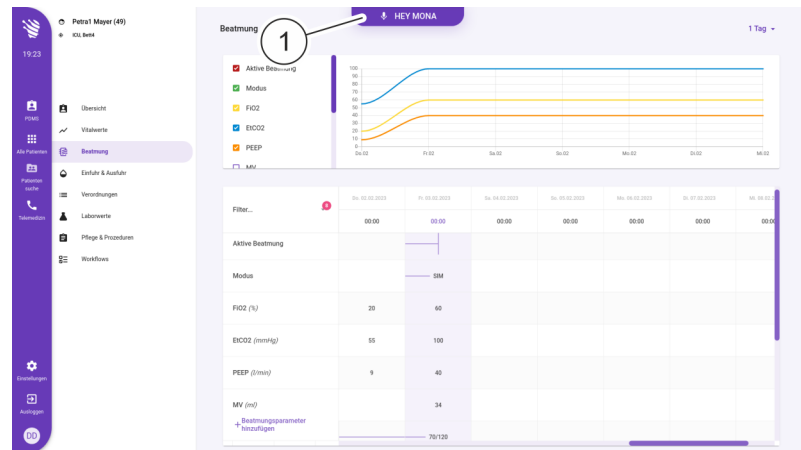 19:23
PDMS
Alle Patienten
Patienten
suche
Telemedizin
Einstellungen
Ausloggen
DD
Petra1 Mayer (49)
ICU, Bett4
Übersicht
Vitalwerte
Beatmung
Einfuhr & Ausfuhr
Verordnungen
Laborwerte
Pflege & Prozeduren
Workflows
Beatmung
1
HEY MONA
1 Tag
Aktive Beatmung
Modus
FiO2
EtCO2
PEEP
MV
100
90
80
70
60
50
40
30
20
10
0
Do.02 Fr.02 Sa.02 So.02 Mo.02 Di.02 Mi.02
Filter...
Do. 02.02.2023 Fr. 03.02.2023 Sa. 04.02.2023 So. 05.02.2023 Mo. 06.02.2023 Di. 07.02.2023 Mi. 08.02.2
00:00 00:00 00:00 00:00 00:00 00:00 00:00
Aktive Beatmung
Modus SIM
FiO2 (%) 20 60
EtCO2 (mmHg) 55 100
PEEP (l/min) 9 40
MV (ml) 34
+ Beatmungsparameter
hinzufügen
70/120